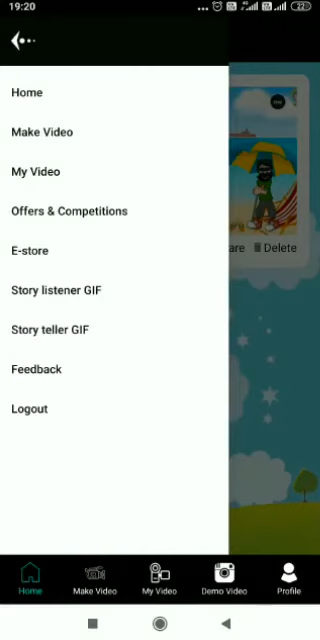 19:20
22
Home
Make Video
My Video
Offers & Competitions
E-store
Story listener GIF
Story teller GIF
Feedback
Logout
are Delete
Home Make Video My Video Demo Video Profile